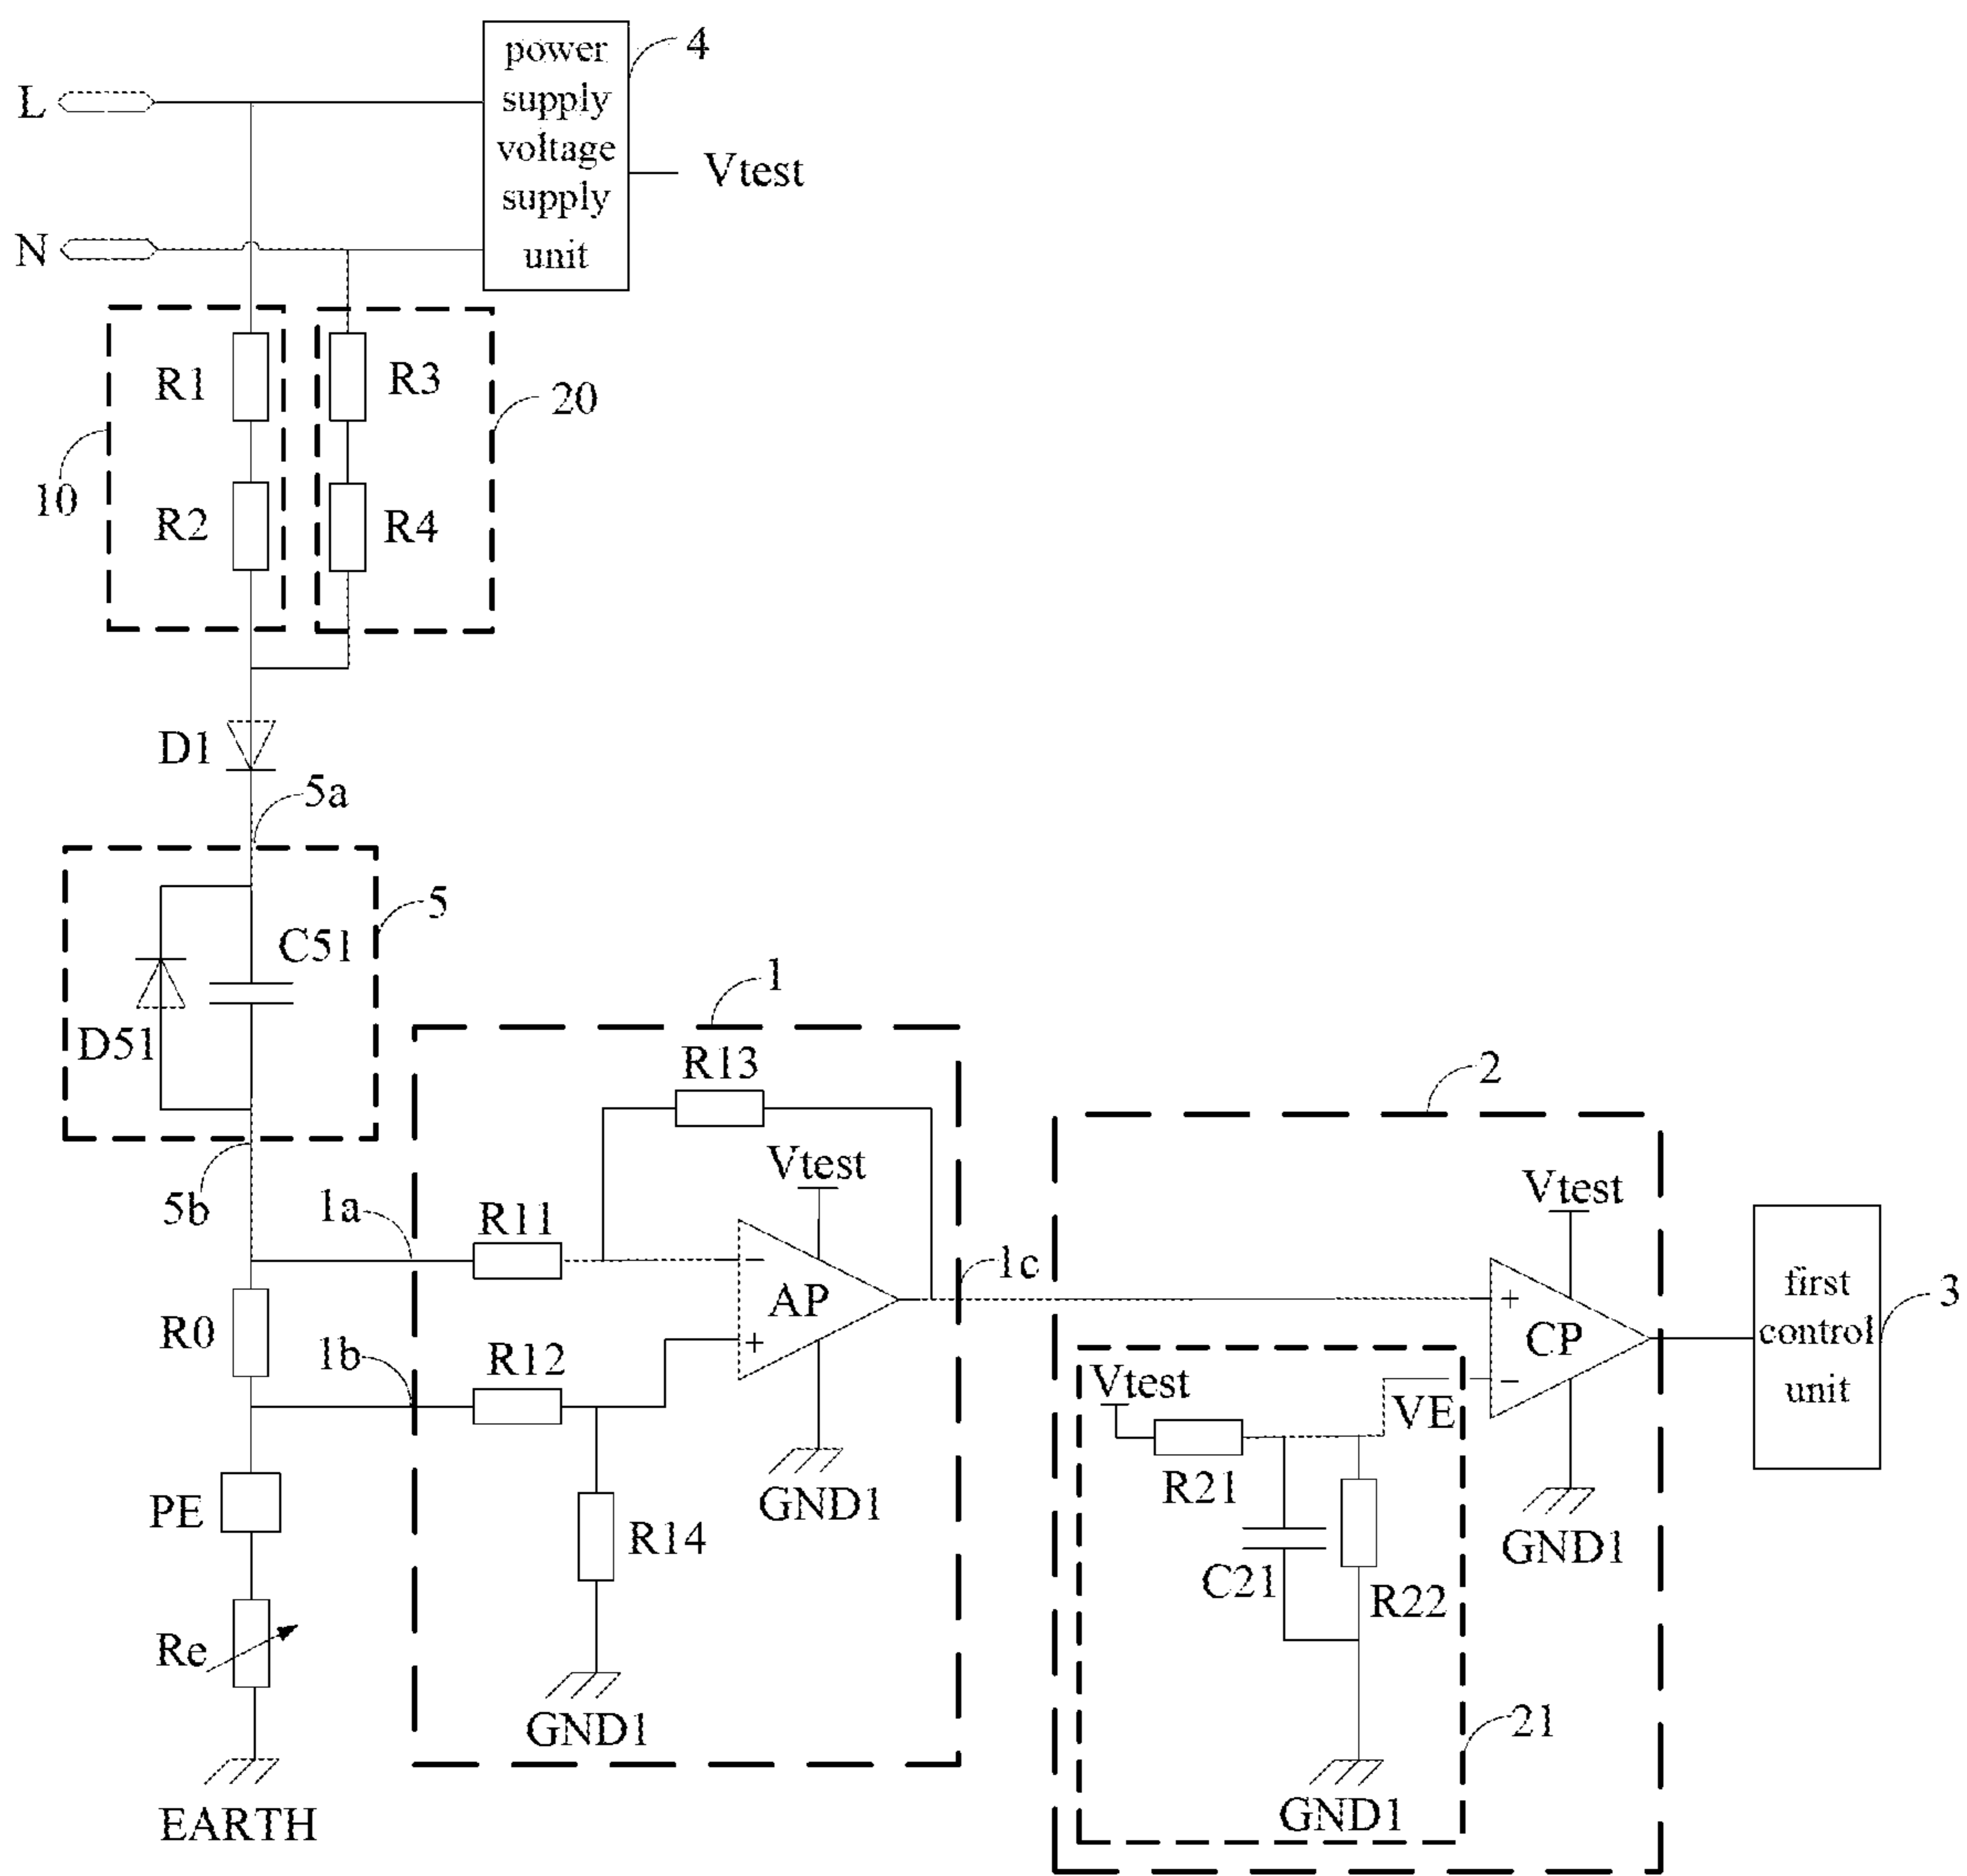 power
supply
voltage
supply
unit
4
L
Vtest
N
R1
R3
20
10
R2
R4
D1
5a
5
C51
D51
1
R13
2
Vtest
5b
1a
R11
Vtest
1c
AP
first
control
unit
3
R0
1b
R12
CP
Vtest
VE
PE
GND1
R21
R14
GND1
C21
R22
Re
GND1
21
GND1
EARTH
−
+
+
−